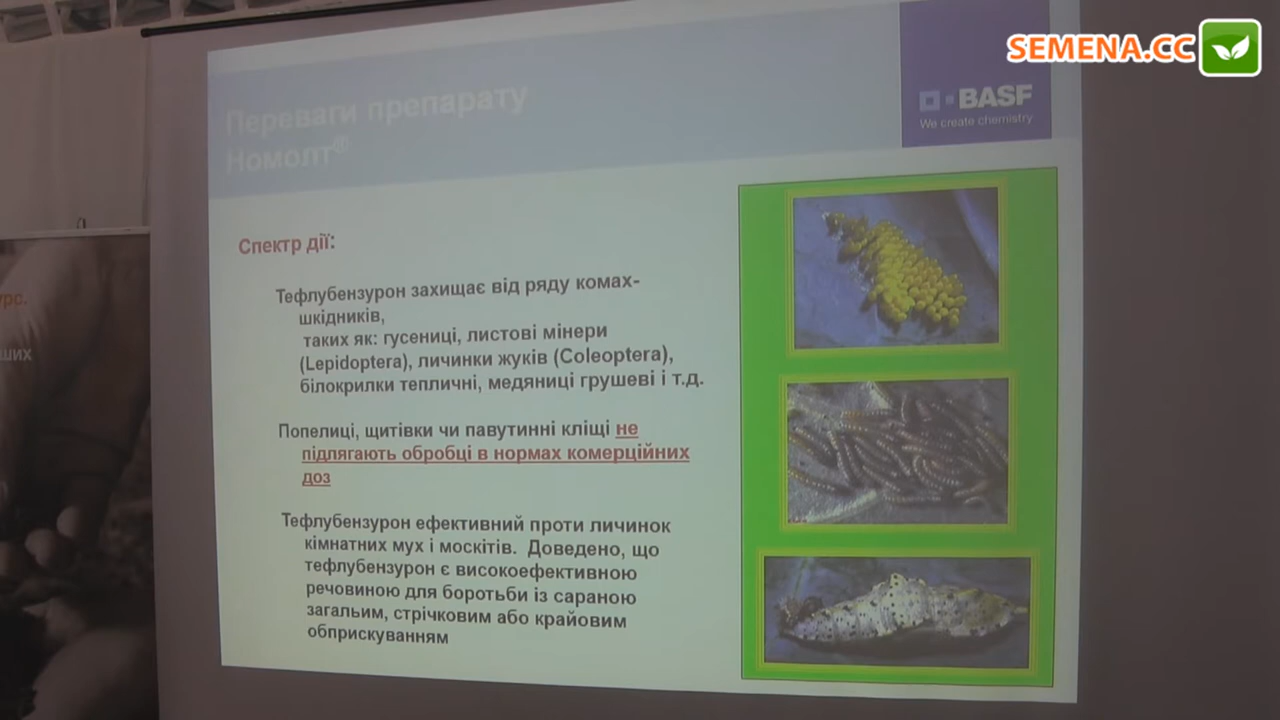 SEMENA.CC
Переваги препарату
Номолт®
BASF
We create chemistry
Спектр дії:
Тефлубензурон захищає від ряду комах-
шкідників,
таких як: гусениці, листові мінери
(Lepidoptera), личинки жуків (Coleoptera),
білокрилки тепличні, медяниці грушеві і т.д.
Попелиці, щитівки чи павутинні кліщі не
підлягають обробці в нормах комерційних
доз
Тефлубензурон ефективний проти личинок
кімнатних мух і москітів. Доведено, що
тефлубензурон є високоефективною
речовиною для боротьби із сараною
загальим, стрічковим або крайовим
обприскуванням
урс.
ших